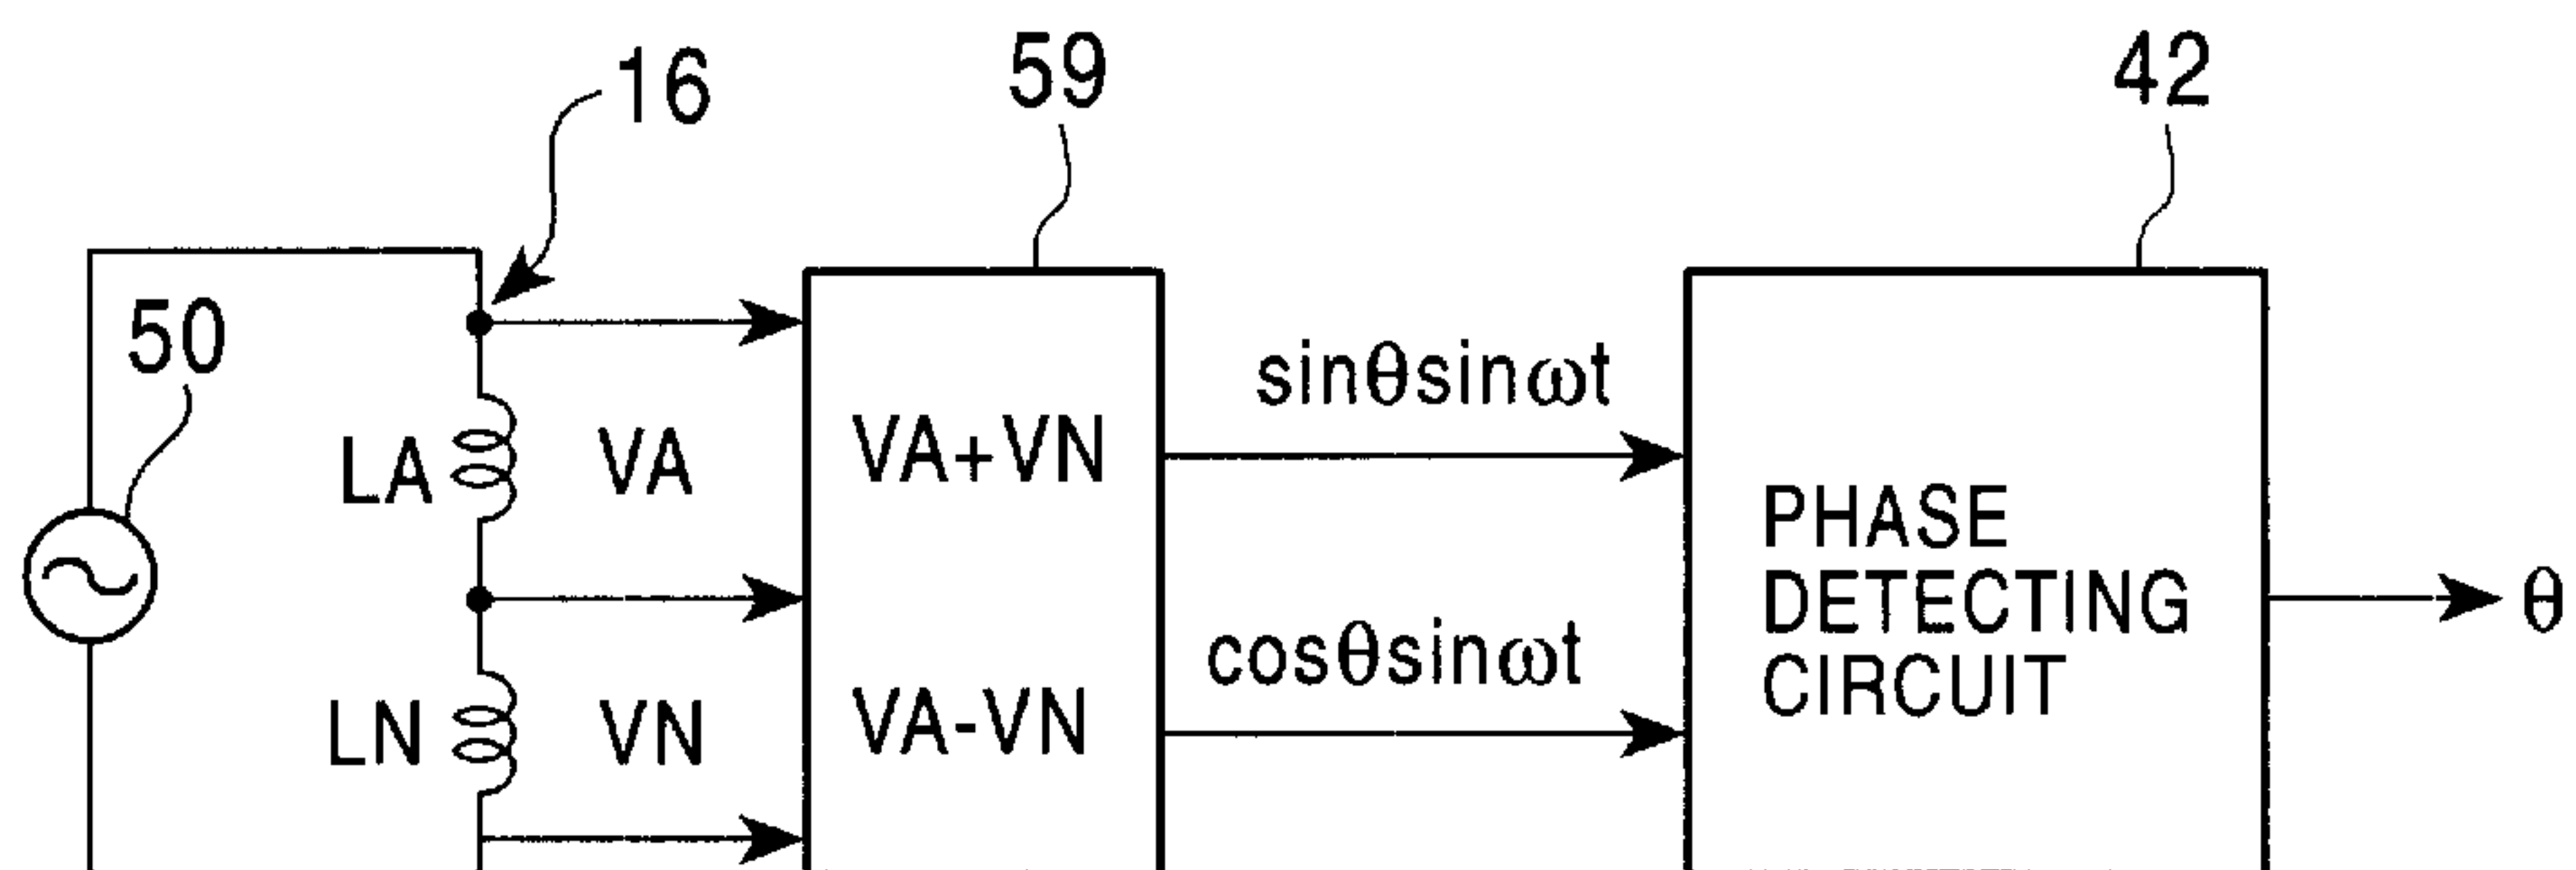 16
59
42
50
sinθsinωt
LA
VA
VA+VN
PHASE
DETECTING
CIRCUIT
θ
cosθsinωt
LN
VN
VA-VN